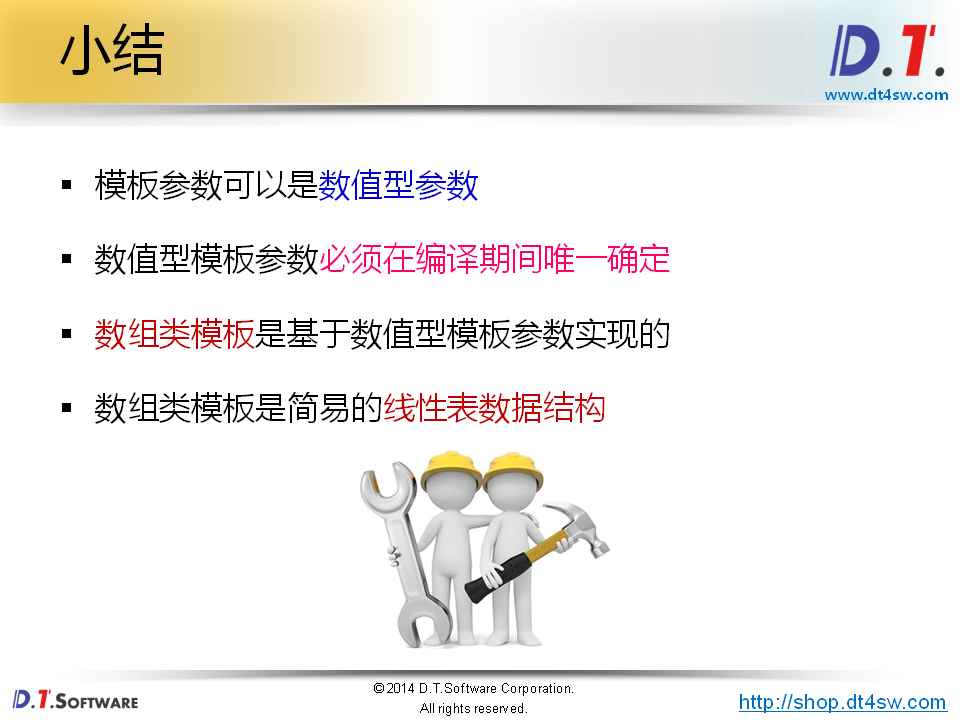 小结
D.T.
www.dt4sw.com
▪ 模板参数可以是数值型参数
▪ 数值型模板参数必须在编译期间唯一确定
▪ 数组类模板是基于数值型模板参数实现的
▪ 数组类模板是简易的线性表数据结构
D.T.SOFTWARE
©2014 D.T.Software Corporation.
All rights reserved.
http://shop.dt4sw.com